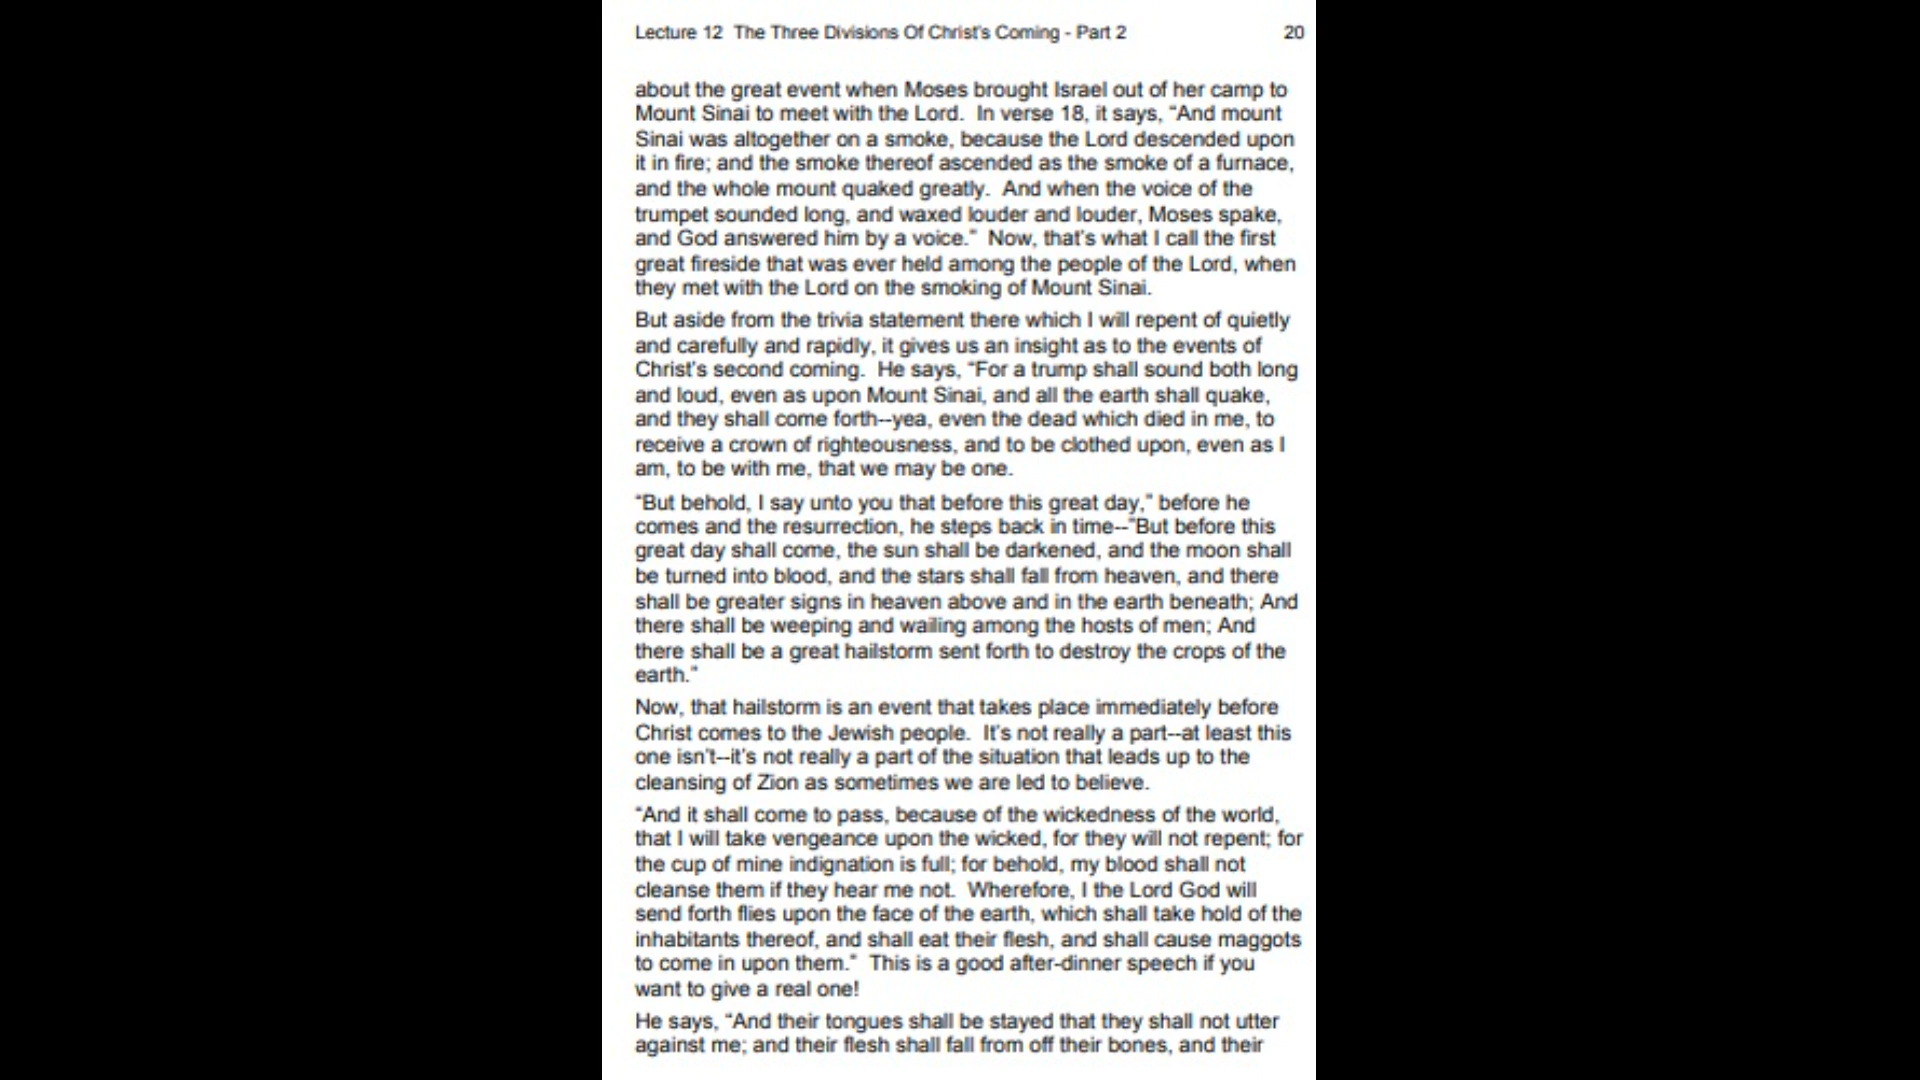 Lecture 12  The Three Divisions Of Christ's Coming - Part 2 20
about the great event when Moses brought Israel out of her camp to
Mount Sinai to meet with the Lord.  In verse 18, it says, “And mount
Sinai was altogether on a smoke, because the Lord descended upon
it in fire; and the smoke thereof ascended as the smoke of a furnace,
and the whole mount quaked greatly.  And when the voice of the
trumpet sounded long, and waxed louder and louder, Moses spake,
and God answered him by a voice.”  Now, that’s what I call the first
great fireside that was ever held among the people of the Lord, when
they met with the Lord on the smoking of Mount Sinai.
But aside from the trivia statement there which I will repent of quietly
and carefully and rapidly, it gives us an insight as to the events of
Christ’s second coming.  He says, “For a trump shall sound both long
and loud, even as upon Mount Sinai, and all the earth shall quake,
and they shall come forth--yea, even the dead which died in me, to
receive a crown of righteousness, and to be clothed upon, even as I
am, to be with me, that we may be one.
“But behold, I say unto you that before this great day,” before he
comes and the resurrection, he steps back in time--”But before this
great day shall come, the sun shall be darkened, and the moon shall
be turned into blood, and the stars shall fall from heaven, and there
shall be greater signs in heaven above and in the earth beneath; And
there shall be weeping and wailing among the hosts of men; And
there shall be a great hailstorm sent forth to destroy the crops of the
earth.”
Now, that hailstorm is an event that takes place immediately before
Christ comes to the Jewish people.  It’s not really a part--at least this
one isn’t--it’s not really a part of the situation that leads up to the
cleansing of Zion as sometimes we are led to believe.
“And it shall come to pass, because of the wickedness of the world,
that I will take vengeance upon the wicked, for they will not repent; for
the cup of mine indignation is full; for behold, my blood shall not
cleanse them if they hear me not.  Wherefore, I the Lord God will
send forth flies upon the face of the earth, which shall take hold of the
inhabitants thereof, and shall eat their flesh, and shall cause maggots
to come in upon them.”  This is a good after-dinner speech if you
want to give a real one!
He says, “And their tongues shall be stayed that they shall not utter
against me; and their flesh shall fall from off their bones, and their